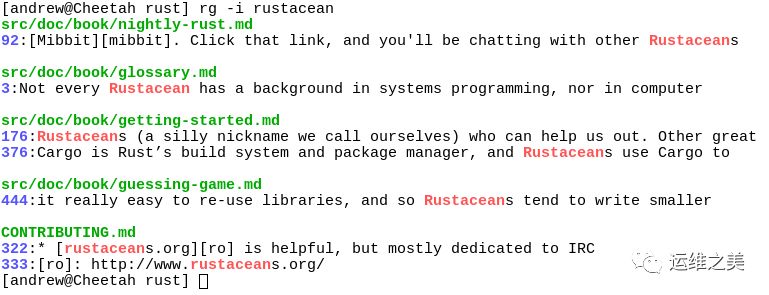 [andrew@Cheetah rust] rg -i rustacean
src/doc/book/nightly-rust.md
92:[Mibbit][mibbit]. Click that link, and you'll be chatting with other Rustaceans
src/doc/book/glossary.md
3:Not every Rustacean has a background in systems programming, nor in computer
src/doc/book/getting-started.md
176:Rustaceans (a silly nickname we call ourselves) who can help us out. Other great
376:Cargo is Rust’s build system and package manager, and Rustaceans use Cargo to
src/doc/book/guessing-game.md
444:it really easy to re-use libraries, and so Rustaceans tend to write smaller
CONTRIBUTING.md
322:* [rustaceans.org][ro] is helpful, but mostly dedicated to IRC
333:[ro]: http://www.rustaceans.org/
[andrew@Cheetah rust]
运维之美